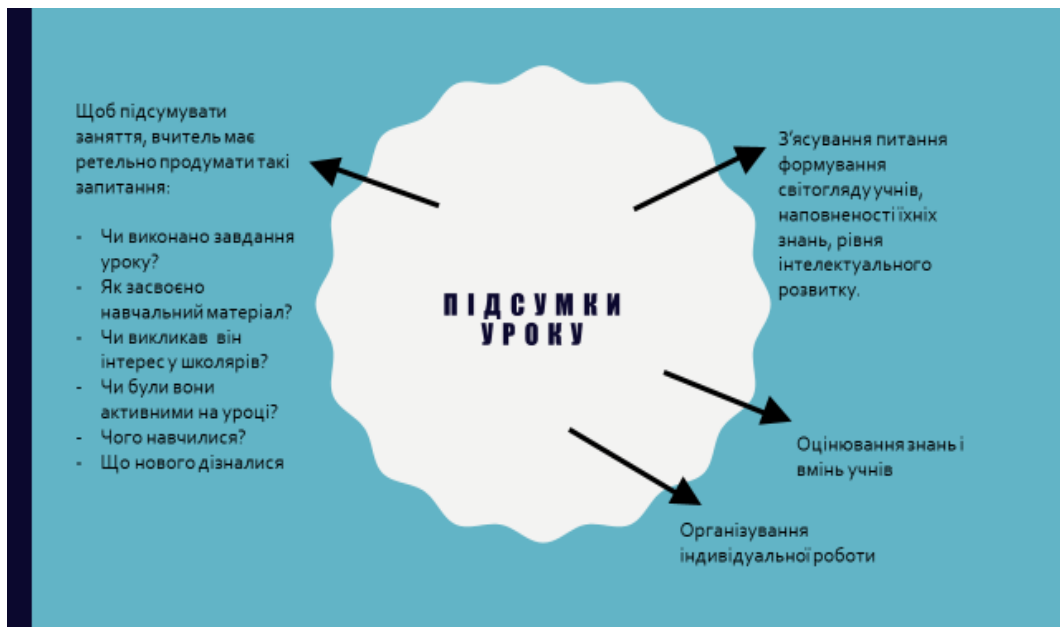 Щоб підсумувати
заняття, вчитель має
ретельно продумати такі
запитання:
- Чи виконано завдання
уроку?
- Як засвоєно
навчальний матеріал?
- Чи викликав він
інтерес у школярів?
- Чи були вони
активними на уроці?
- Чого навчилися?
- Що нового дізналися
ПІДСУМКИ
УРОКУ
З’ясування питання
формування
світогляду учнів,
наповненості їхніх
знань, рівня
інтелектуального
розвитку.
Оцінювання знань і
вмінь учнів
Організування
індивідуальної роботи